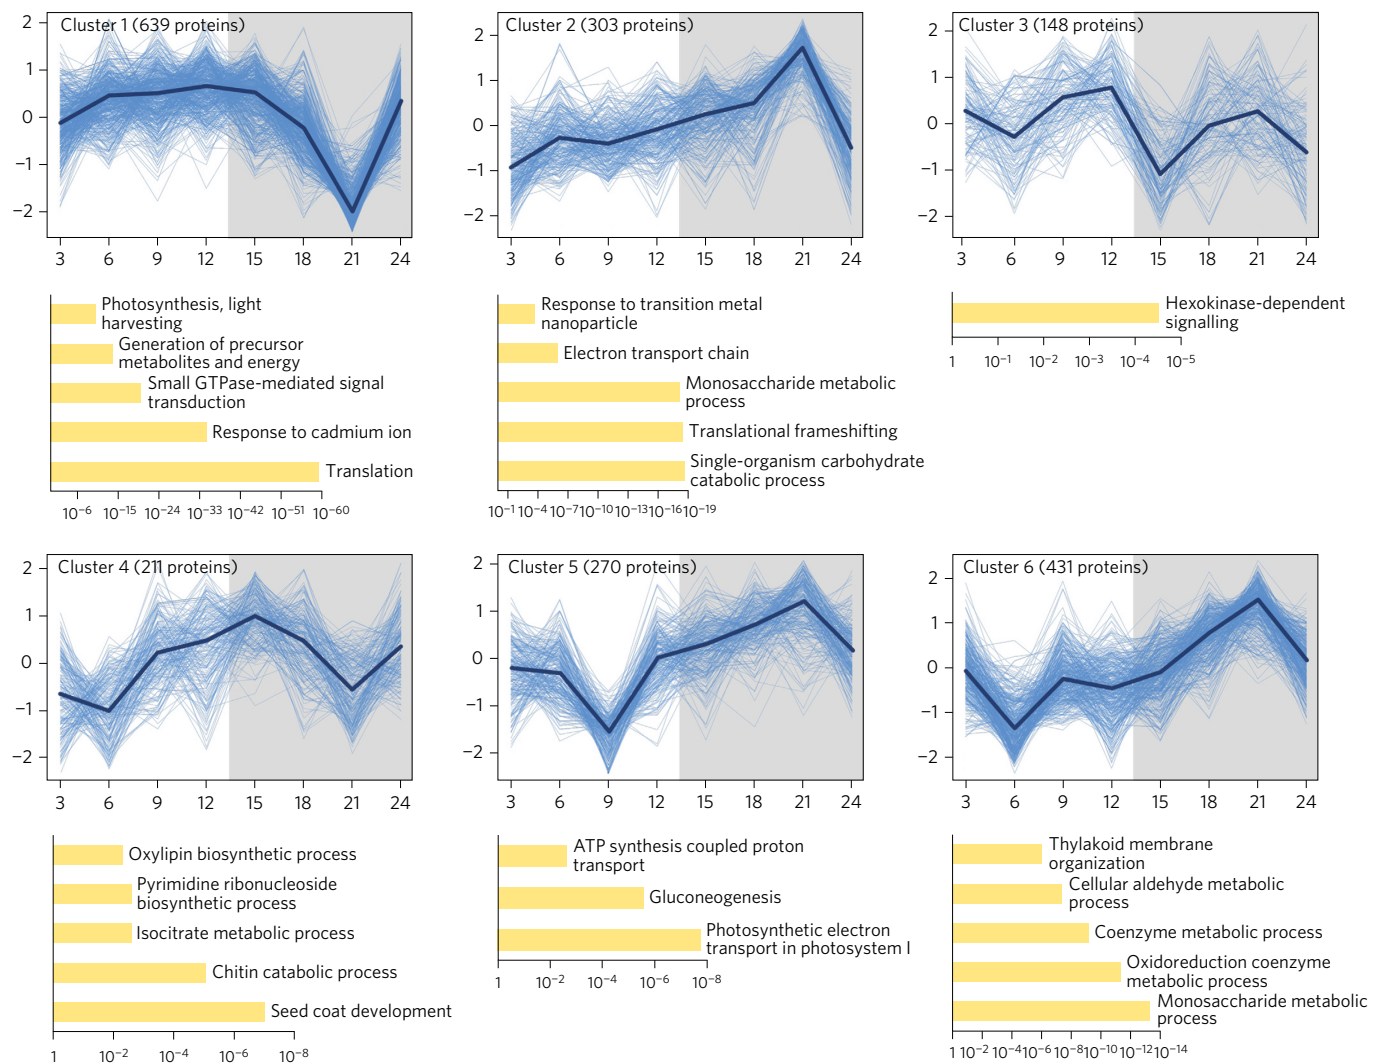 Cluster 1 (639 proteins)
2
1
0
−1
−2
3 6 9 12 15 18 21 24
Photosynthesis, light
harvesting
Generation of precursor
metabolites and energy
Small GTPase-mediated signal
transduction
Response to cadmium ion
Translation
10⁻⁶ 10⁻¹⁵ 10⁻²⁴ 10⁻³³ 10⁻⁴² 10⁻⁵¹ 10⁻⁶⁰
Cluster 2 (303 proteins)
2
1
0
−1
−2
3 6 9 12 15 18 21 24
Response to transition metal
nanoparticle
Electron transport chain
Monosaccharide metabolic
process
Translational frameshifting
Single-organism carbohydrate
catabolic process
10⁻¹ 10⁻⁴ 10⁻⁷ 10⁻¹⁰ 10⁻¹³ 10⁻¹⁶ 10⁻¹⁹
Cluster 3 (148 proteins)
2
1
0
−1
−2
3 6 9 12 15 18 21 24
Hexokinase-dependent
signalling
1 10⁻¹ 10⁻² 10⁻³ 10⁻⁴ 10⁻⁵
Cluster 4 (211 proteins)
2
1
0
−1
−2
3 6 9 12 15 18 21 24
Oxylipin biosynthetic process
Pyrimidine ribonucleoside
biosynthetic process
Isocitrate metabolic process
Chitin catabolic process
Seed coat development
1 10⁻² 10⁻⁴ 10⁻⁶ 10⁻⁸
Cluster 5 (270 proteins)
2
1
0
−1
−2
3 6 9 12 15 18 21 24
ATP synthesis coupled proton
transport
Gluconeogenesis
Photosynthetic electron
transport in photosystem I
1 10⁻² 10⁻⁴ 10⁻⁶ 10⁻⁸
Cluster 6 (431 proteins)
2
1
0
−1
−2
3 6 9 12 15 18 21 24
Thylakoid membrane
organization
Cellular aldehyde metabolic
process
Coenzyme metabolic process
Oxidoreduction coenzyme
metabolic process
Monosaccharide metabolic
process
1 10⁻² 10⁻⁴ 10⁻⁶ 10⁻⁸ 10⁻¹⁰ 10⁻¹² 10⁻¹⁴